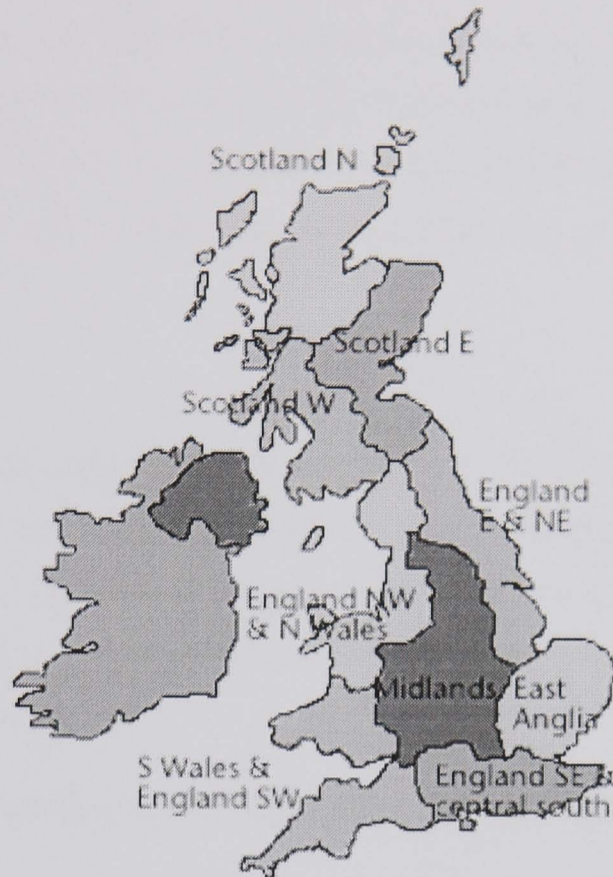 Scotland N
Scotland E
Scotland W
England
E & NE
England NW
& N Wales
Midlands
East
Anglia
S Wales &
England SW
England SE &
central south